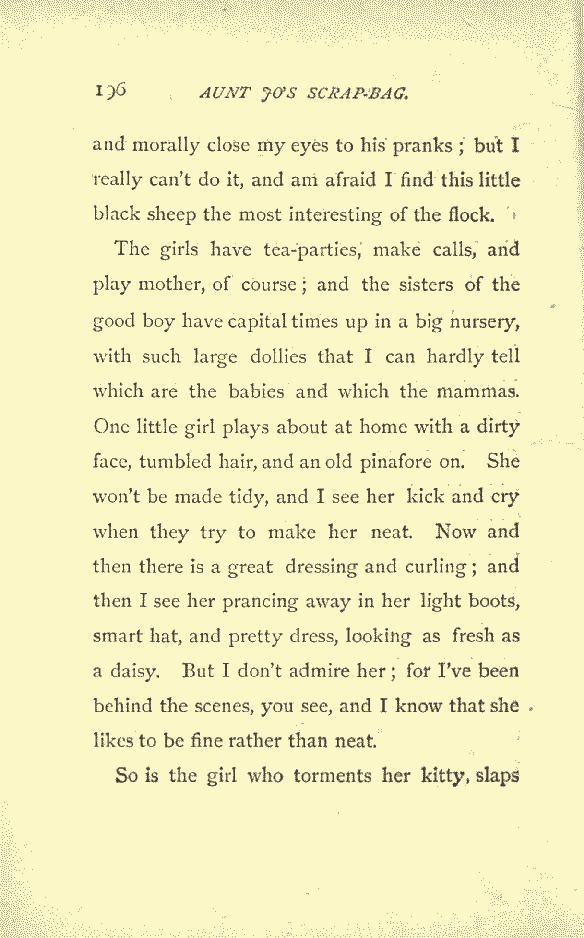 196 AUNT JO'S SCRAP-BAG.
and morally close my eyes to his pranks; but I
really can't do it, and am afraid I find this little
black sheep the most interesting of the flock.
The girls have tea-parties, make calls, and
play mother, of course; and the sisters of the
good boy have capital times up in a big nursery,
with such large dollies that I can hardly tell
which are the babies and which the mammas.
One little girl plays about at home with a dirty
face, tumbled hair, and an old pinafore on. She
won't be made tidy, and I see her kick and cry
when they try to make her neat. Now and
then there is a great dressing and curling; and
then I see her prancing away in her light boots,
smart hat, and pretty dress, looking as fresh as
a daisy. But I don't admire her; for I've been
behind the scenes, you see, and I know that she
likes to be fine rather than neat.
So is the girl who torments her kitty, slaps